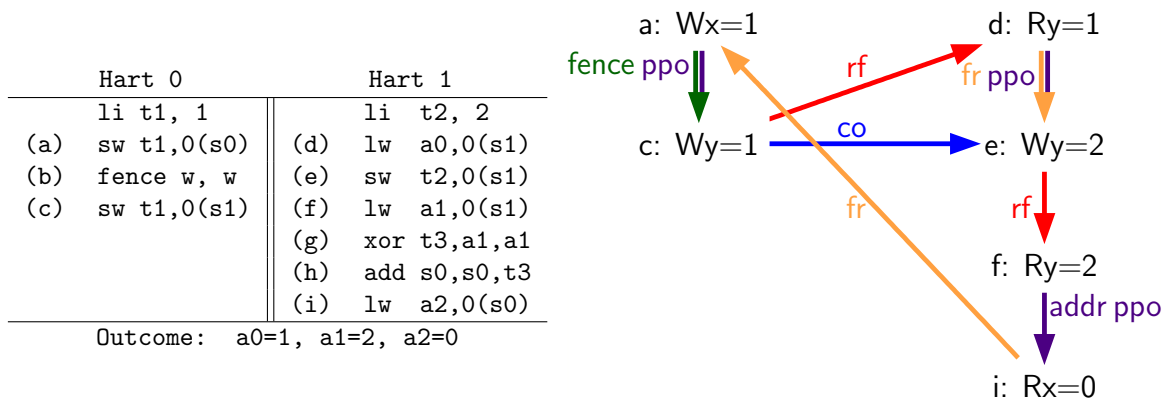 Hart 0 Hart 1
li t1, 1 li t2, 2
(a) sw t1,0(s0) (d) lw a0,0(s1)
(b) fence w, w (e) sw t2,0(s1)
(c) sw t1,0(s1) (f) lw a1,0(s1)
(g) xor t3,a1,a1
(h) add s0,s0,t3
(i) lw a2,0(s0)
Outcome: a0=1, a1=2, a2=0
a: Wx=1 d: Ry=1
fence ppo rf fr ppo
c: Wy=1 co e: Wy=2
fr rf
f: Ry=2
addr ppo
i: Rx=0